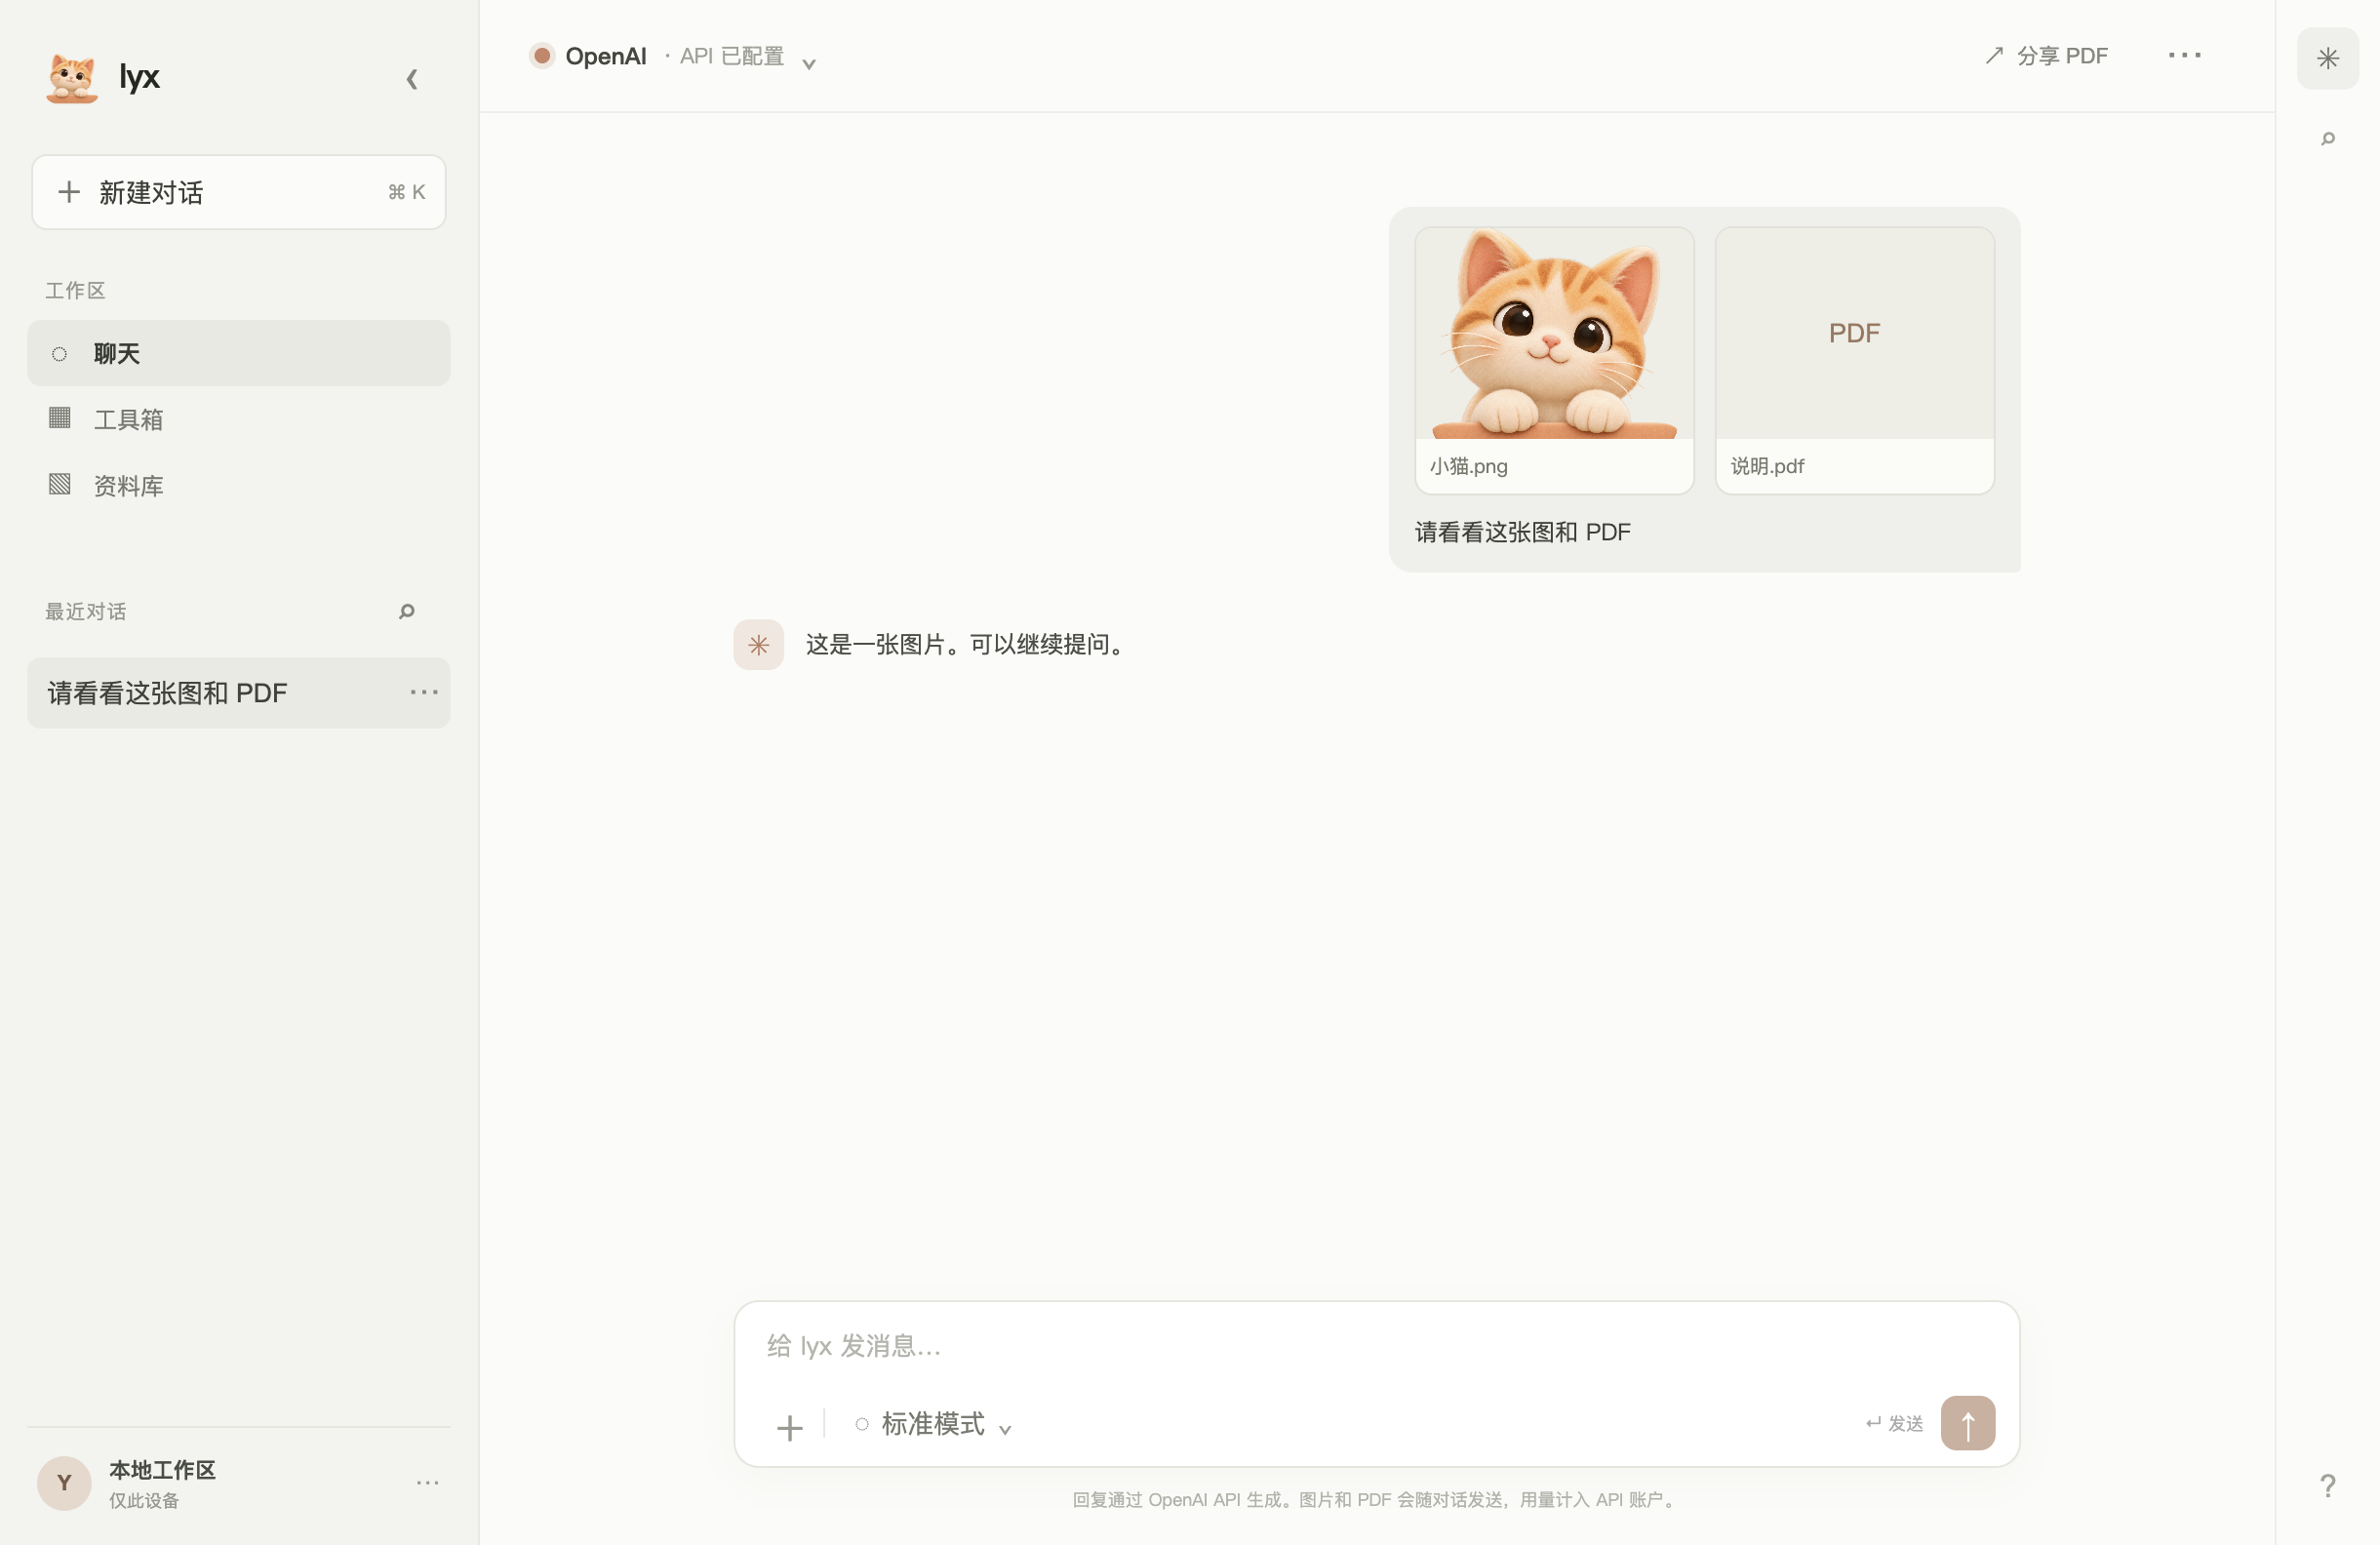 lyx
新建对话 ⌘ K
工作区
聊天
工具箱
资料库
最近对话
请看看这张图和 PDF
Y
本地工作区
仅此设备
OpenAI · API 已配置
分享 PDF
PDF
小猫.png
说明.pdf
请看看这张图和 PDF
这是一张图片。可以继续提问。
给 lyx 发消息...
标准模式
↵ 发送
回复通过 OpenAI API 生成。图片和 PDF 会随对话发送，用量计入 API 账户。
?